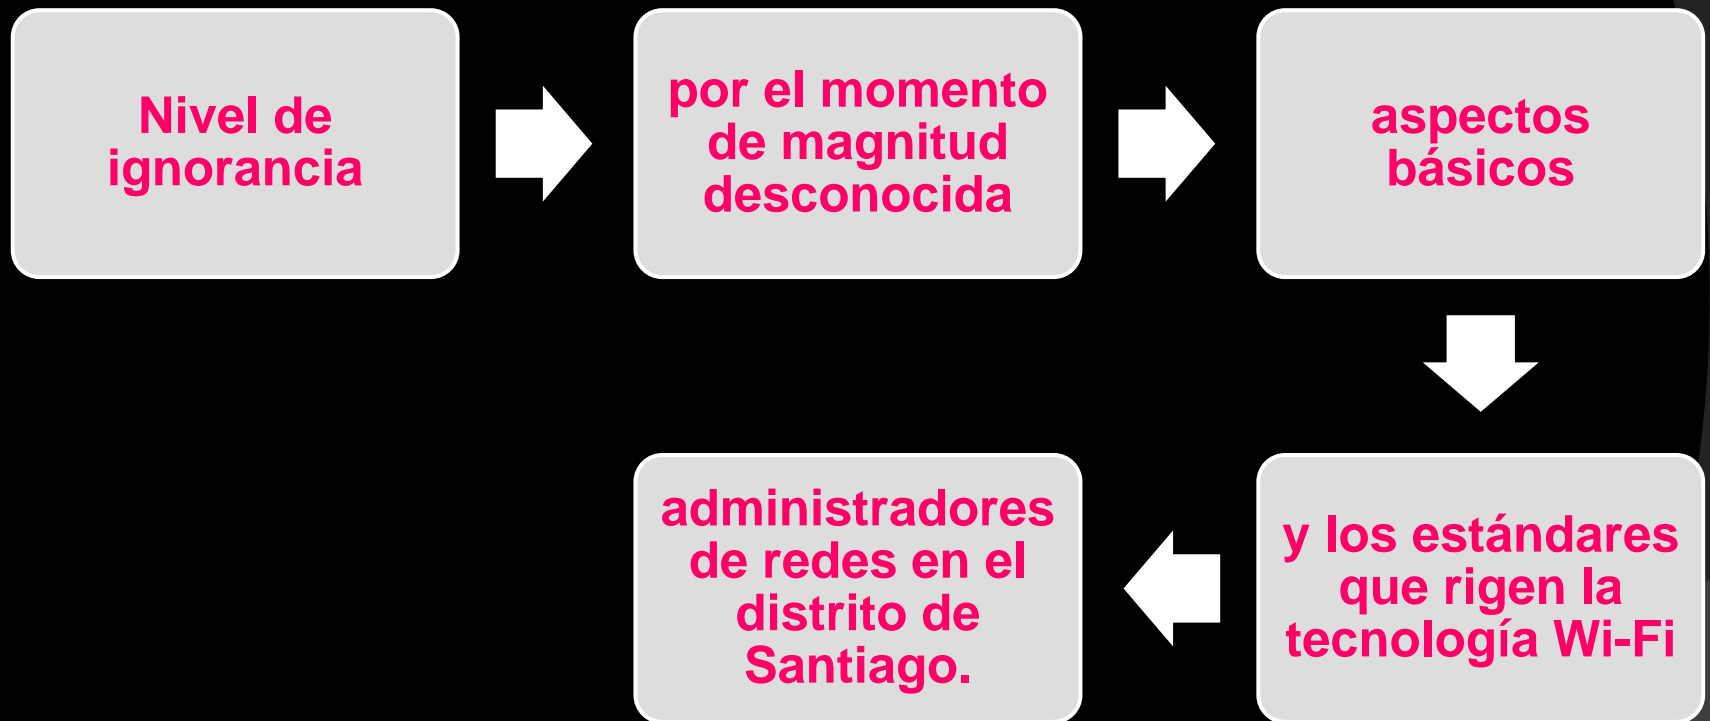 Nivel de
ignorancia
por el momento
de magnitud
desconocida
aspectos
básicos
y los estándares
que rigen la
tecnología Wi-Fi
administradores
de redes en el
distrito de
Santiago.